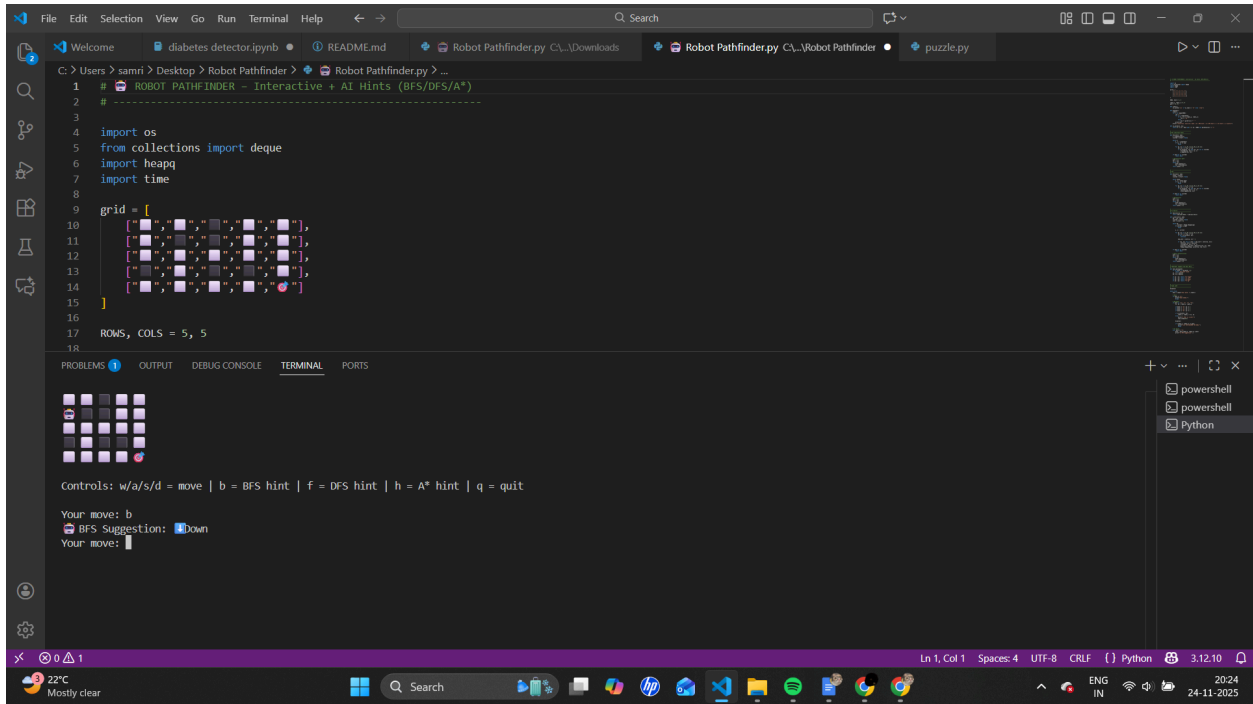 File Edit Selection View Go Run Terminal Help
Search
Welcome
diabetes detector.ipynb
README.md
Robot Pathfinder.py C:\...\Downloads
Robot Pathfinder.py C:\...\Robot Pathfinder
puzzle.py
C: > Users > samri > Desktop > Robot Pathfinder > 🤖 Robot Pathfinder.py > ...
1 # 🤖 ROBOT PATHFINDER – Interactive + AI Hints (BFS/DFS/A*)
2 # -----------------------------------------------------------
3
4 import os
5 from collections import deque
6 import heapq
7 import time
8
9 grid = [
10 ["⬜","⬜","⬛","⬜","⬜"],
11 ["⬜","⬛","⬛","⬜","⬜"],
12 ["⬜","⬜","⬜","⬜","⬜"],
13 ["⬛","⬜","⬛","⬛","⬜"],
14 ["⬜","⬜","⬜","⬜","🎯"]
15 ]
16
17 ROWS, COLS = 5, 5
18
PROBLEMS 1 OUTPUT DEBUG CONSOLE TERMINAL PORTS
powershell
powershell
Python
⬜⬜⬛⬜⬜
🤖⬛⬛⬜⬜
⬜⬜⬜⬜⬜
⬛⬜⬛⬛⬜
⬜⬜⬜⬜🎯
Controls: w/a/s/d = move | b = BFS hint | f = DFS hint | h = A* hint | q = quit
Your move: b
🤖 BFS Suggestion: ⬇️Down
Your move:
0 1
Ln 1, Col 1 Spaces: 4 UTF-8 CRLF { } Python 3.12.10
3
22°C
Mostly clear
Search
hp
ENG
IN
20:24
24-11-2025